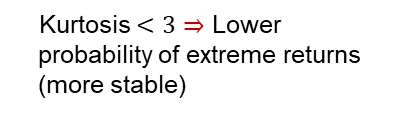 Kurtosis < 3 ⇒ Lower
probability of extreme returns
(more stable)